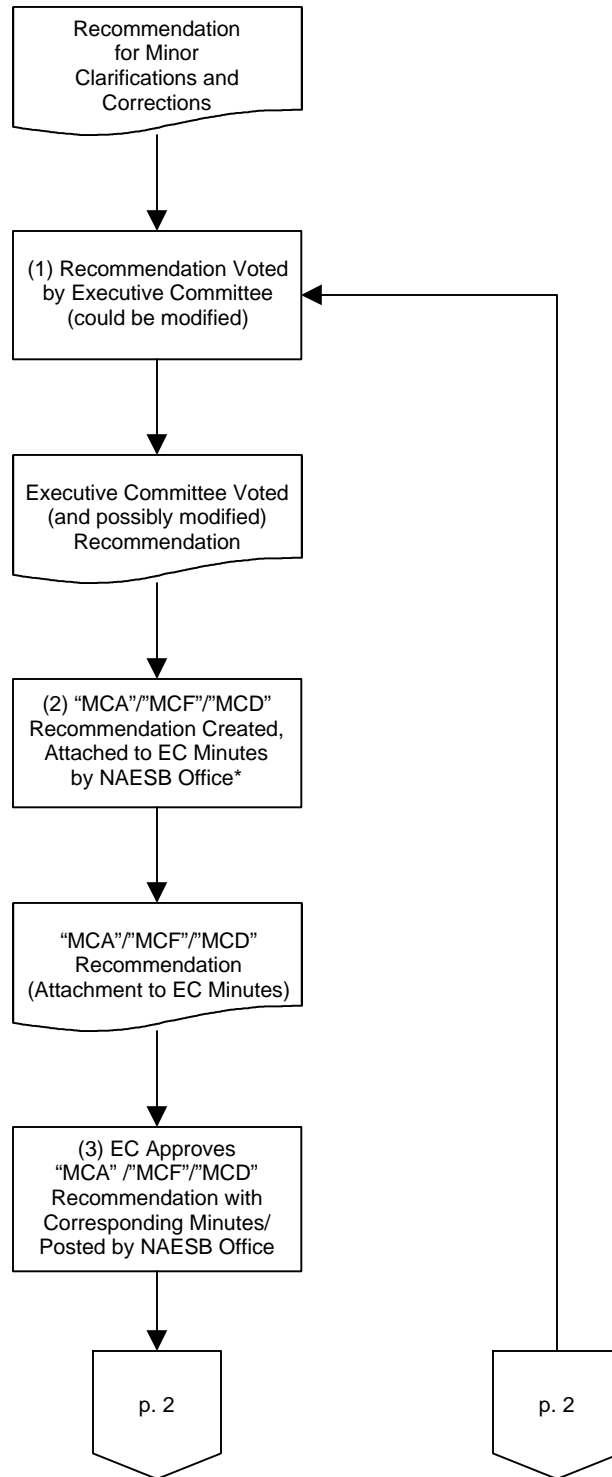 Recommendation
for Minor
Clarifications and
Corrections
(1) Recommendation Voted
by Executive Committee
(could be modified)
Executive Committee Voted
(and possibly modified)
Recommendation
(2) “MCA”/”MCF”/”MCD”
Recommendation Created,
Attached to EC Minutes
by NAESB Office*
“MCA”/”MCF”/”MCD”
Recommendation
(Attachment to EC Minutes)
(3) EC Approves
“MCA” /”MCF”/”MCD”
Recommendation with
Corresponding Minutes/
Posted by NAESB Office
p. 2
p. 2